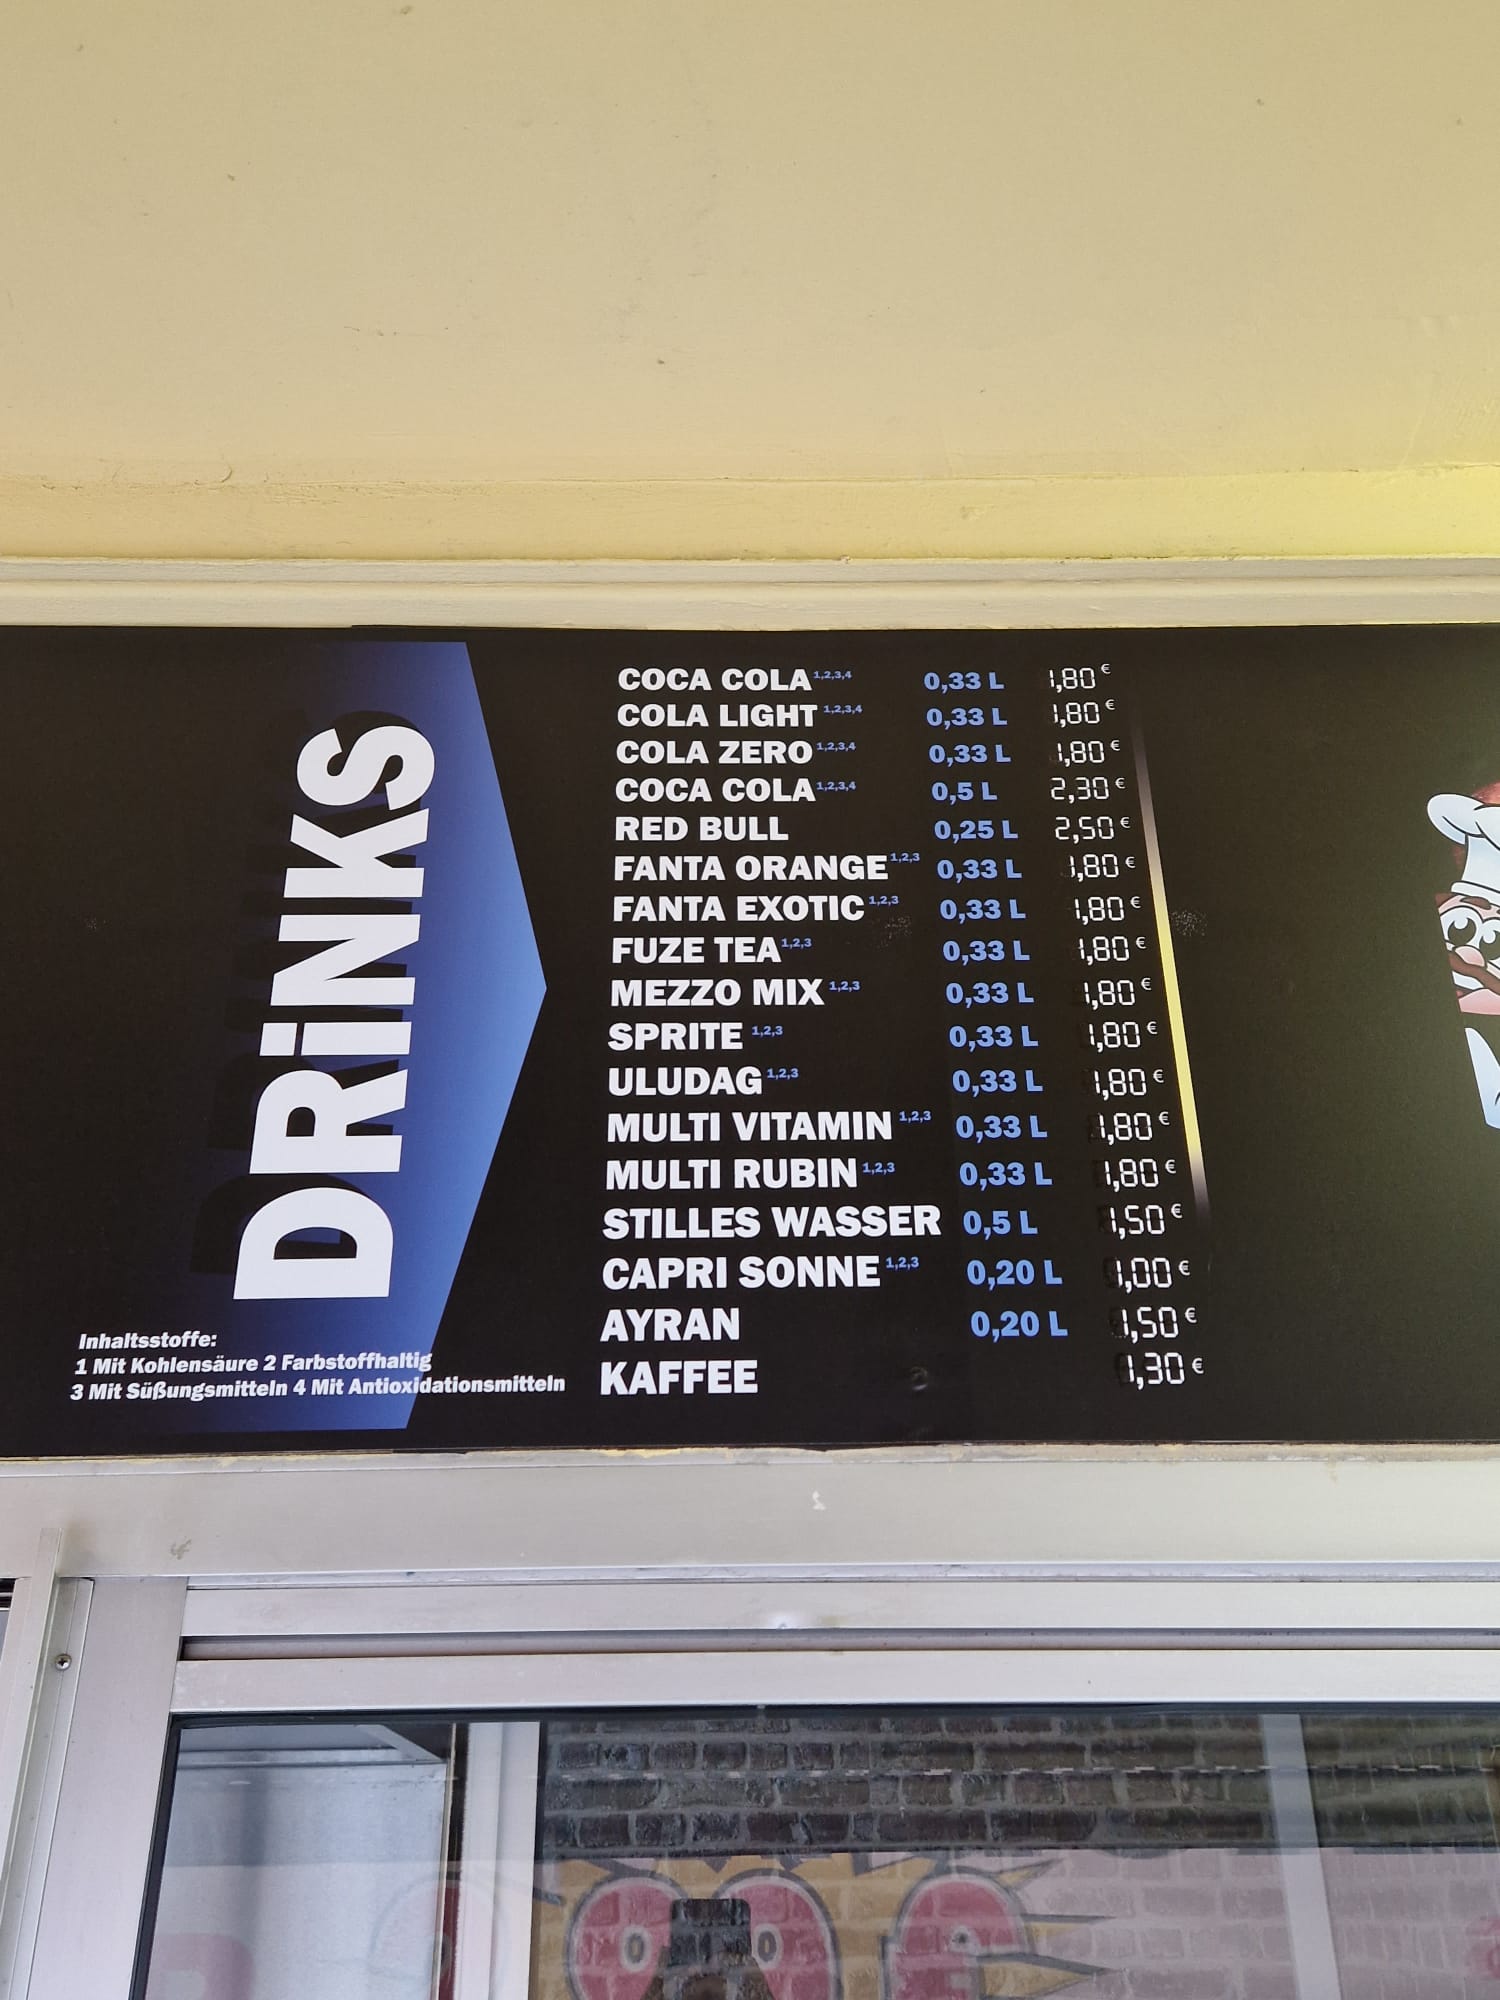 DRiNKS
COCA COLA 1,2,3,4 0,33 L 1,80 €
COLA LIGHT 1,2,3,4 0,33 L 1,80 €
COLA ZERO 1,2,3,4 0,33 L 1,80 €
COCA COLA 1,2,3,4 0,5 L 2,30 €
RED BULL 0,25 L 2,50 €
FANTA ORANGE 1,2,3 0,33 L 1,80 €
FANTA EXOTIC 1,2,3 0,33 L 1,80 €
FUZE TEA 1,2,3 0,33 L 1,80 €
MEZZO MIX 1,2,3 0,33 L 1,80 €
SPRITE 1,2,3 0,33 L 1,80 €
ULUDAG 1,2,3 0,33 L 1,80 €
MULTI VITAMIN 1,2,3 0,33 L 1,80 €
MULTI RUBIN 1,2,3 0,33 L 1,80 €
STILLES WASSER 0,5 L 1,50 €
CAPRI SONNE 1,2,3 0,20 L 1,00 €
AYRAN 0,20 L 1,50 €
KAFFEE 1,30 €
Inhaltsstoffe:
1 Mit Kohlensäure 2 Farbstoffhaltig
3 Mit Süßungsmitteln 4 Mit Antioxidationsmitteln